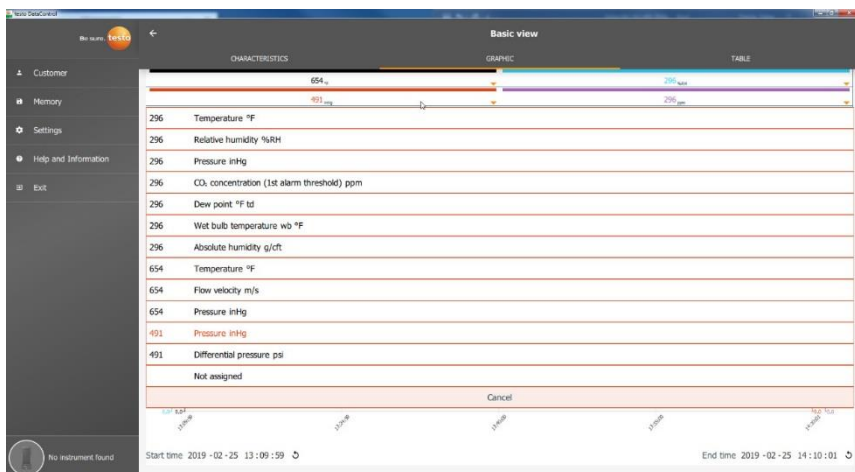 testo DataControl
Be sure. testo
Basic view
CHARACTERISTICS GRAPHIC TABLE
Customer
Memory
Settings
Help and Information
Exit
654 296
491 296 ppm
296 Temperature °F
296 Relative humidity %RH
296 Pressure inHg
296 CO₂ concentration (1st alarm threshold) ppm
296 Dew point °F td
296 Wet bulb temperature wb °F
296 Absolute humidity g/cft
654 Temperature °F
654 Flow velocity m/s
654 Pressure inHg
491 Pressure inHg
491 Differential pressure psi
Not assigned
Cancel
No instrument found
Start time 2019-02-25 13:09:59
End time 2019-02-25 14:10:01